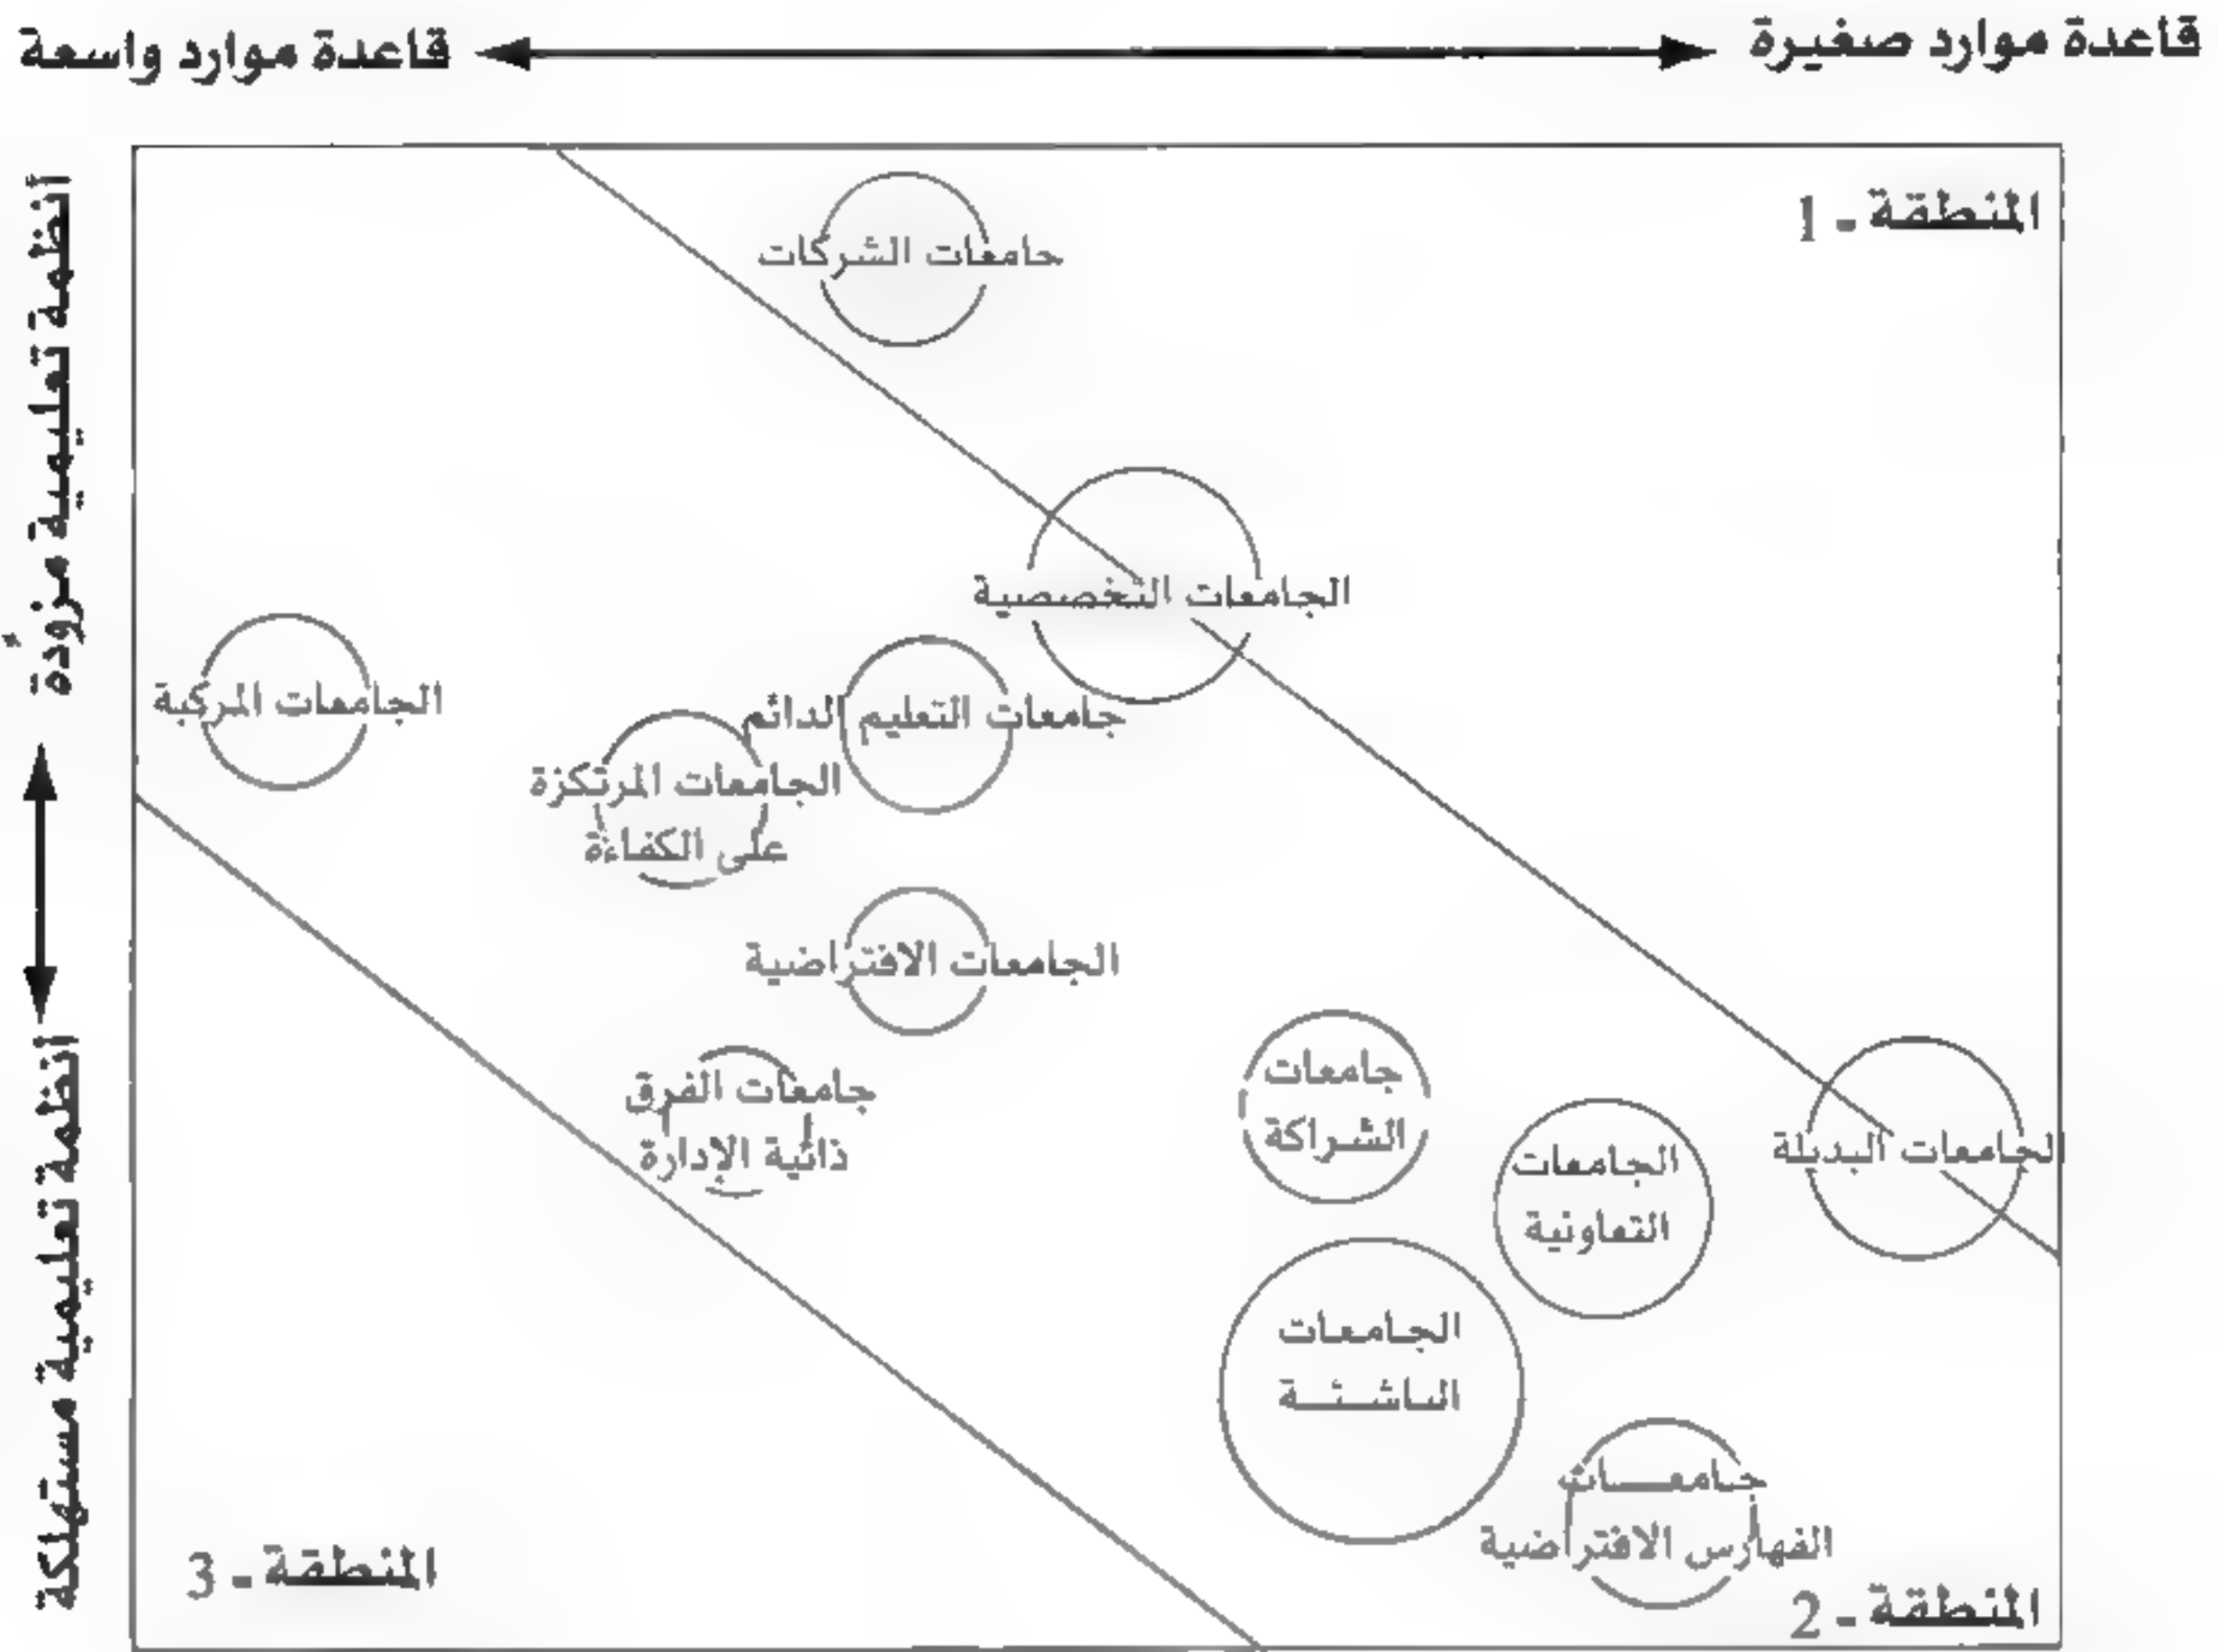 قاعدة موارد صغيرة
قاعدة موارد واسعة
أنظمة تعليمية مزودة
أنظمة تعليمية مستهلكة
المنطقة - 1
جامعات الشركات
الجامعات التخصصية
الجامعات المركبة
جامعات التعليم الدائم
الجامعات المرتكزة
على الكفاءة
الجامعات الافتراضية
جامعات الفرق
ذاتية الإدارة
جامعات
الشراكة
الجامعات
التعاونية
الجامعات البديلة
الجامعات
الناشئة
جامعات
الفهارس الافتراضية
المنطقة - 2
المنطقة - 3